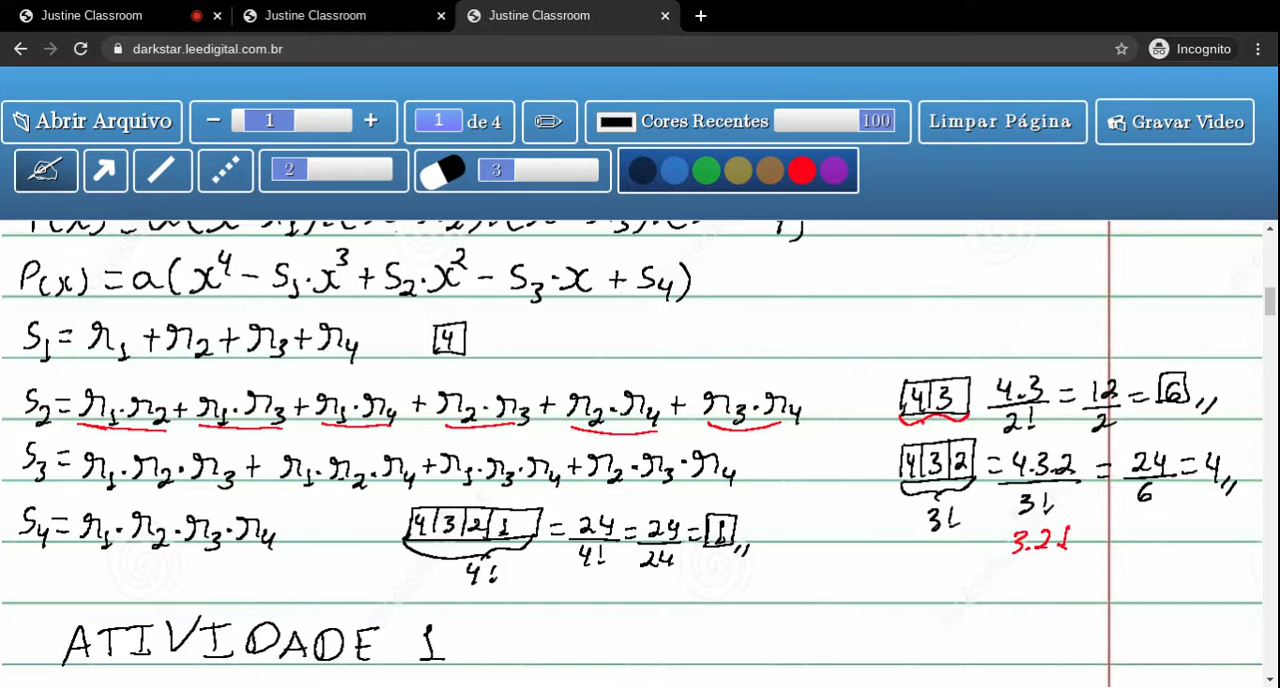 Justine Classroom
Justine Classroom
Justine Classroom
darkstar.leedigital.com.br
Incognito
Abrir Arquivo
− 1 +
1 de 4
Cores Recentes 100
Limpar Página
Gravar Video
2
3
P(x) = a(x⁴ − S₁·x³ + S₂·x² − S₃·x + S₄)
S₁ = r₁ + r₂ + r₃ + r₄ 4
S₂ = r₁·r₂ + r₁·r₃ + r₁·r₄ + r₂·r₃ + r₂·r₄ + r₃·r₄ 4|3 4.3/2! = 12/2 = 6,,
S₃ = r₁·r₂·r₃ + r₁·r₂·r₄ + r₁·r₃·r₄ + r₂·r₃·r₄ 4|3|2 = 4.3.2/3! = 24/6 = 4,,
3!
3.2.1
S₄ = r₁·r₂·r₃·r₄ 4|3|2|1 = 24/4! = 24/24 = 1,,
4!
ATIVIDADE 1